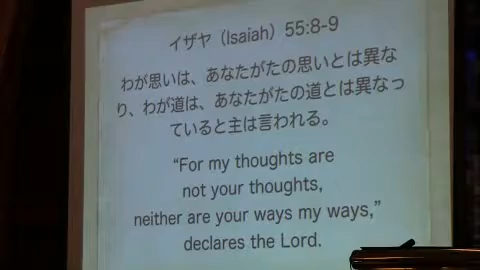 イザヤ（Isaiah）55:8-9
わが思いは、あなたがたの思いとは異な
り、わが道は、あなたがたの道とは異なっ
ていると主は言われる。
“For my thoughts are
not your thoughts,
neither are your ways my ways,”
declares the Lord.